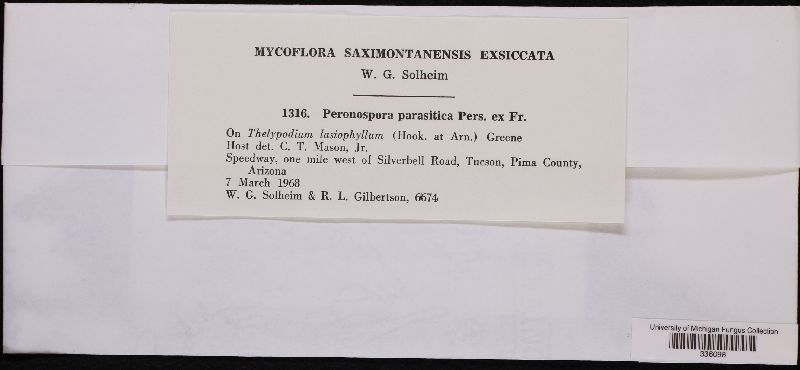 MYCOFLORA SAXIMONTANENSIS EXSICCATA
W. G. Solheim
1316. Peronospora parasitica Pers. ex Fr.
On Thelypodium lasiophyllum (Hook. at Arn.) Greene
Host det. C. T. Mason, Jr.
Speedway, one mile west of Silverbell Road, Tucson, Pima County,
Arizona
7 March 1968
W. G. Solheim & R. L. Gilbertson, 6674
University of Michigan Fungus Collection
336098